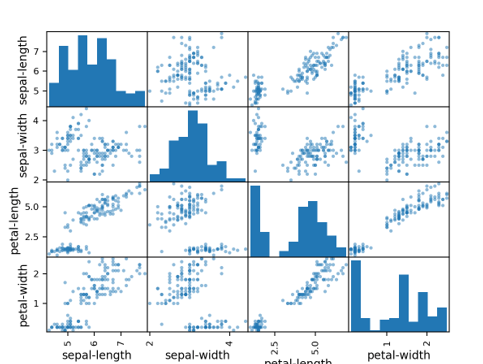 sepal-length
7
6
5
sepal-width
4
3
2
petal-length
5.0
2.5
petal-width
2
1
5 6 7 2 4 2.5 5.0 1 2
sepal-length sepal-width petal-length petal-width